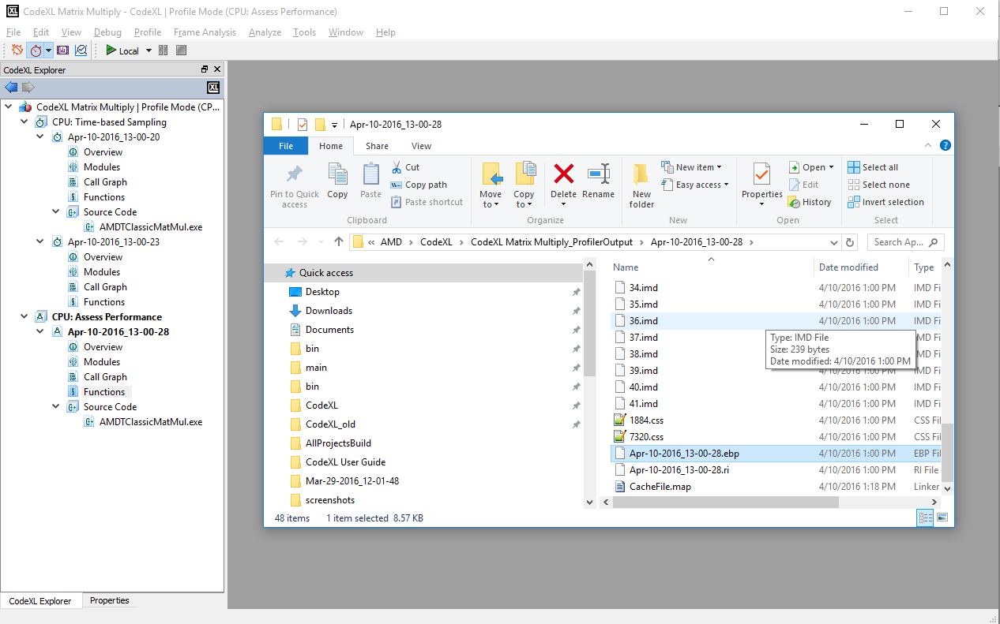 XL CodeXL Matrix Multiply - CodeXL | Profile Mode (CPU: Assess Performance)
File Edit View Debug Profile Frame Analysis Analyze Tools Window Help
Local
CodeXL Explorer
XL
CodeXL Matrix Multiply | Profile Mode (CP...
CPU: Time-based Sampling
Apr-10-2016_13-00-20
Overview
Modules
Call Graph
Functions
Source Code
AMDTClassicMatMul.exe
Apr-10-2016_13-00-23
Overview
Modules
Call Graph
Functions
CPU: Assess Performance
Apr-10-2016_13-00-28
Overview
Modules
Call Graph
Functions
Source Code
AMDTClassicMatMul.exe
CodeXL Explorer Properties
Apr-10-2016_13-00-28
File Home Share View
Pin to Quick access
Copy
Paste
Cut
Copy path
Paste shortcut
Clipboard
Move to
Copy to
Delete
Rename
Organize
New folder
New item
Easy access
New
Properties
Open
Edit
History
Open
Select all
Select none
Invert selection
Select
« AMD › CodeXL › CodeXL Matrix Multiply_ProfilerOutput › Apr-10-2016_13-00-28 ›
Search Ap...
Quick access
Desktop
Downloads
Documents
bin
main
bin
CodeXL
CodeXL_old
AllProjectsBuild
CodeXL User Guide
Mar-29-2016_12-01-48
screenshots
Name Date modified Type
34.imd 4/10/2016 1:00 PM IMD Fi
35.imd 4/10/2016 1:00 PM IMD Fi
36.imd 4/10/2016 1:00 PM IMD Fi
37.imd MD Fi
38.imd MD Fi
39.imd 4/10/2016 1:00 PM IMD Fi
40.imd 4/10/2016 1:00 PM IMD Fi
41.imd 4/10/2016 1:00 PM IMD Fi
1884.css 4/10/2016 1:00 PM CSS Fil
7320.css 4/10/2016 1:00 PM CSS Fil
Apr-10-2016_13-00-28.ebp 4/10/2016 1:00 PM EBP Fil
Apr-10-2016_13-00-28.ri 4/10/2016 1:00 PM RI File
CacheFile.map 4/10/2016 1:18 PM Linker
Type: IMD File
Size: 239 bytes
Date modified: 4/10/2016 1:00 PM
48 items 1 item selected 8.57 KB